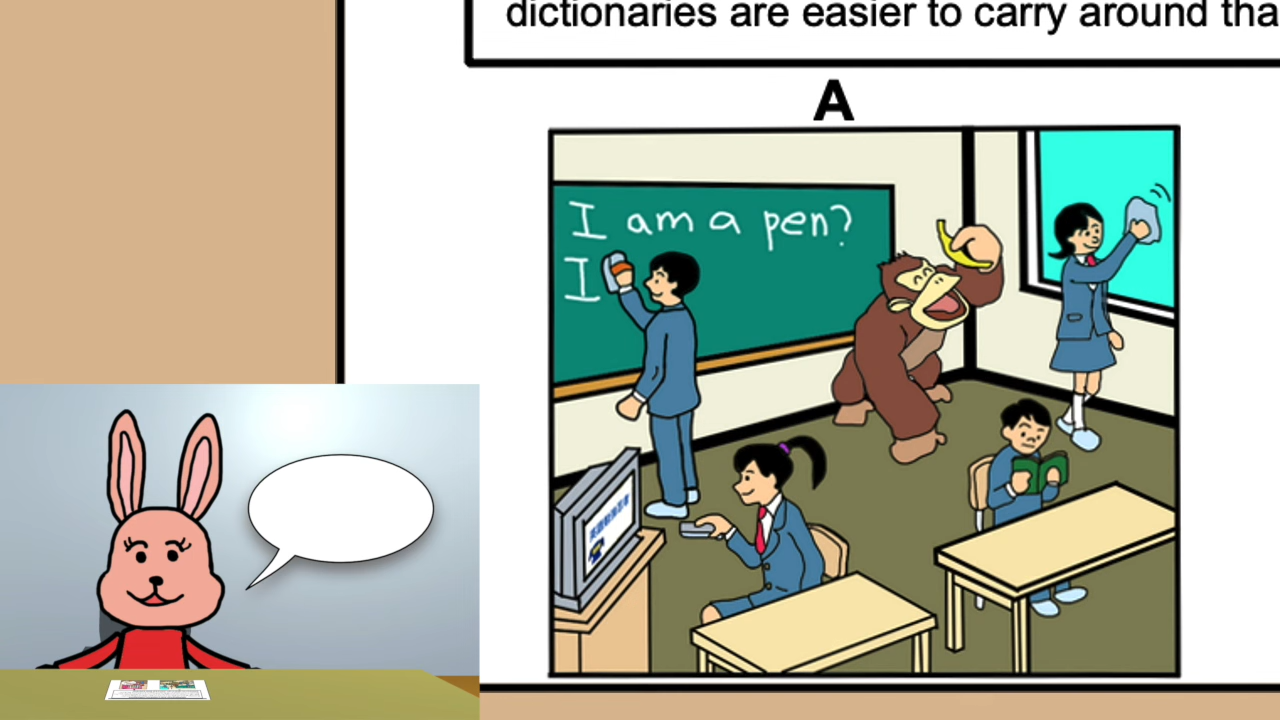 dictionaries are easier to carry around tha
A
I am a pen?
I